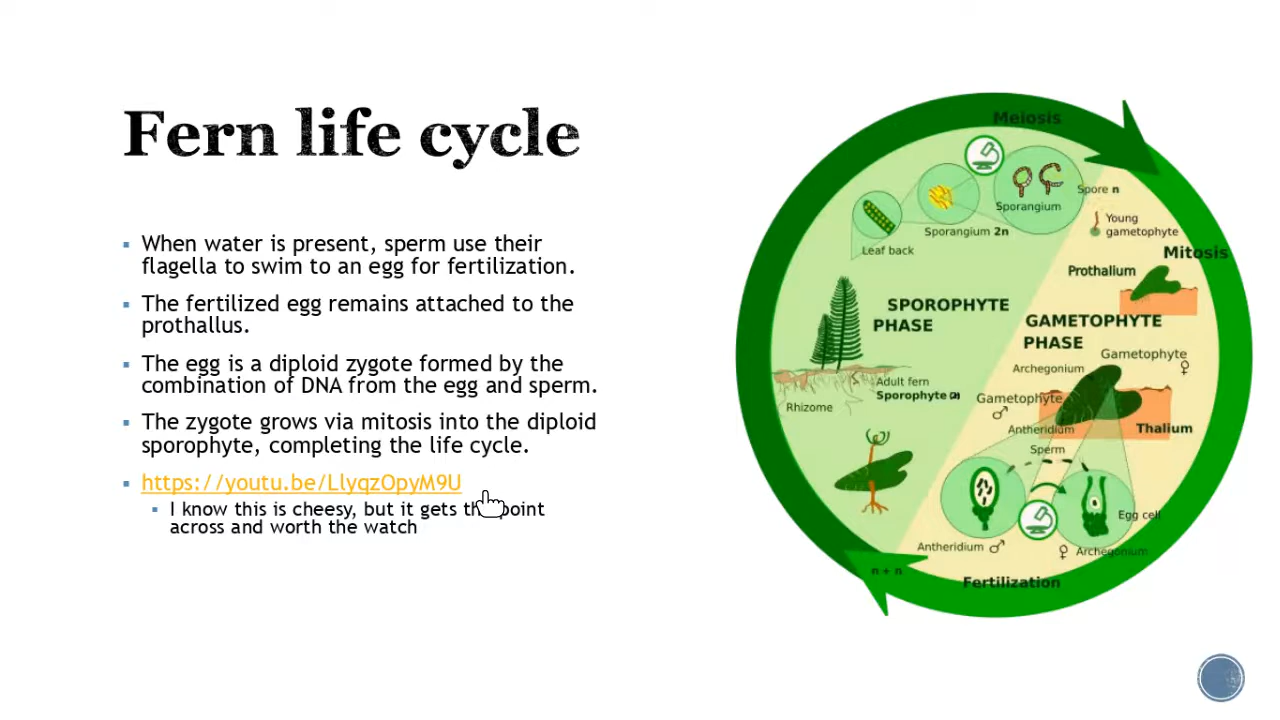 Fern life cycle
When water is present, sperm use their
flagella to swim to an egg for fertilization.
The fertilized egg remains attached to the
prothallus.
The egg is a diploid zygote formed by the
combination of DNA from the egg and sperm.
The zygote grows via mitosis into the diploid
sporophyte, completing the life cycle.
https://youtu.be/LlyqzOpyM9U
I know this is cheesy, but it gets the point
across and worth the watch
Meiosis
Spore n
Sporangium
Young
gametophyte
Sporangium 2n
Leaf back
Mitosis
Prothalium
SPOROPHYTE
PHASE
GAMETOPHYTE
PHASE
Gametophyte ♀
Archegonium
Adult fern
Sporophyte
Rhizome
Gametophyte
♂
Antheridium
Thalium
Sperm
Egg cell
Antheridium ♂
♀ Archegonium
n + n
Fertilization